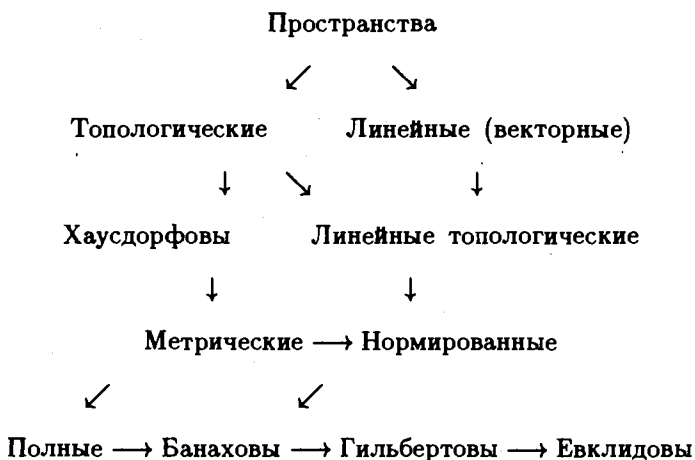 Пространства
↙ ↘
Топологические Линейные (векторные)
↓ ↘ ↓
Хаусдорфовы Линейные топологические
↓ ↓
Метрические → Нормированные
↙ ↙
Полные → Банаховы → Гильбертовы → Евклидовы